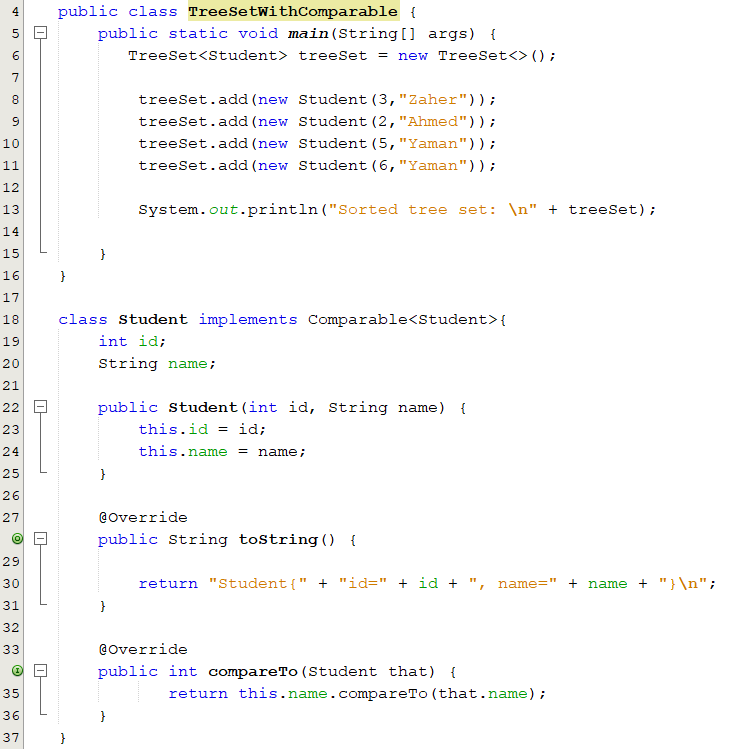 4 public class TreeSetWithComparable {
5 public static void main(String[] args) {
6 TreeSet<Student> treeSet = new TreeSet<>();
7
8 treeSet.add(new Student(3,"Zaher"));
9 treeSet.add(new Student(2,"Ahmed"));
10 treeSet.add(new Student(5,"Yaman"));
11 treeSet.add(new Student(6,"Yaman"));
12
13 System.out.println("Sorted tree set: \n" + treeSet);
14
15 }
16 }
17
18 class Student implements Comparable<Student>{
19 int id;
20 String name;
21
22 public Student(int id, String name) {
23 this.id = id;
24 this.name = name;
25 }
26
27 @Override
public String toString() {
29
30 return "Student{" + "id=" + id + ", name=" + name + "}\n";
31 }
32
33 @Override
public int compareTo(Student that) {
35 return this.name.compareTo(that.name);
36 }
37 }